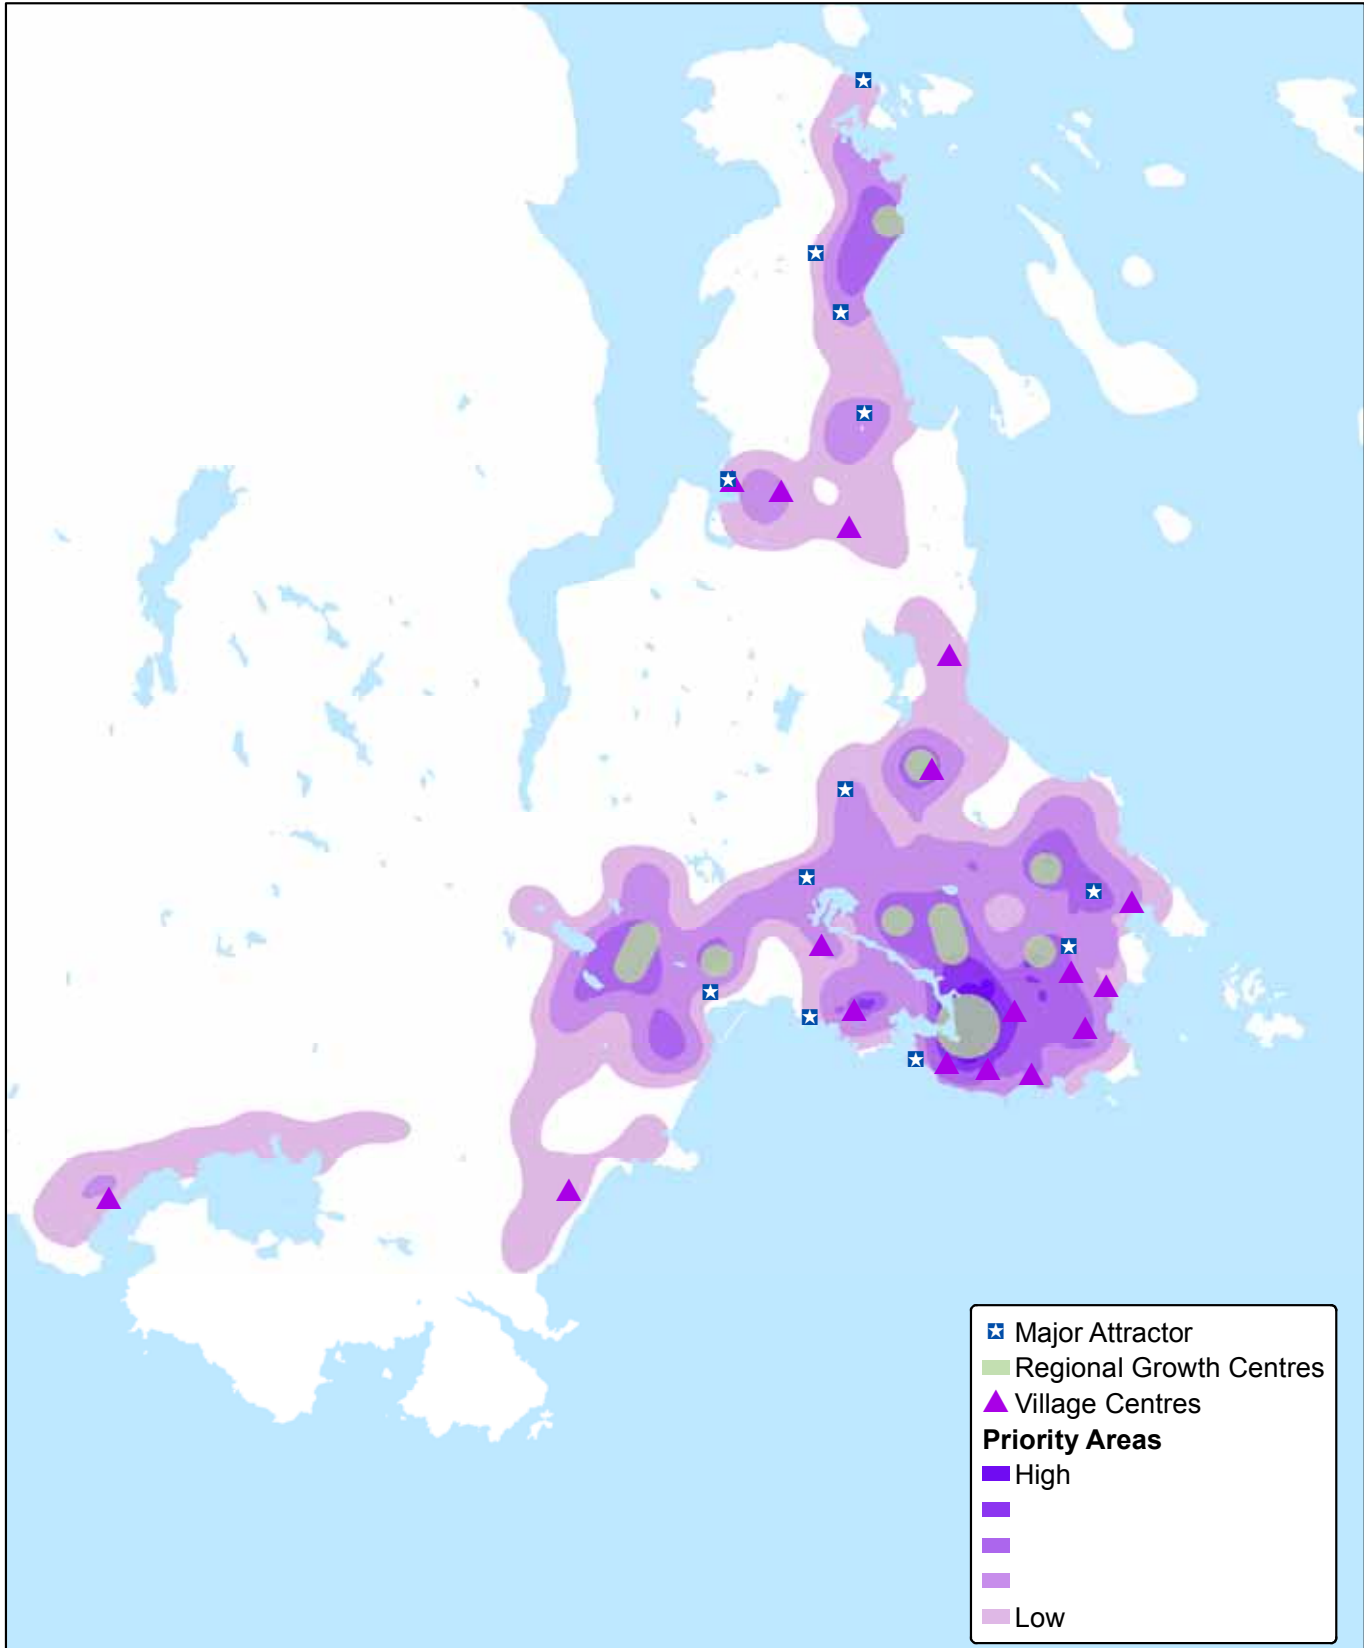 Major Attractor
Regional Growth Centres
Village Centres
Priority Areas
High
Low